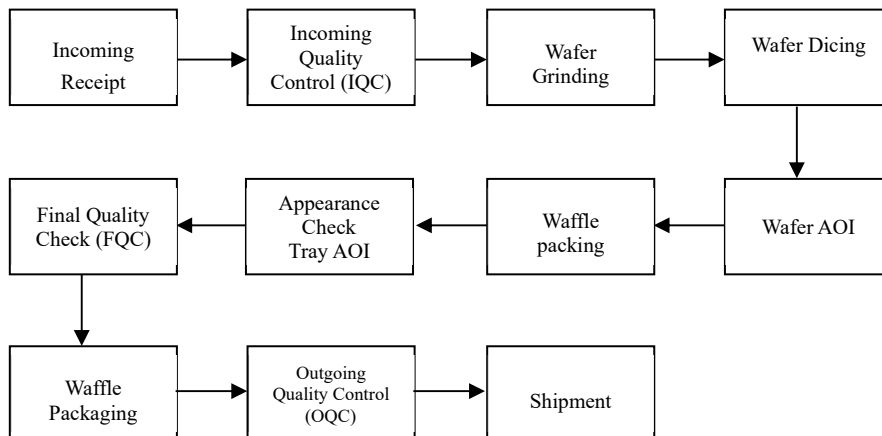 Incoming
Receipt
Incoming
Quality
Control (IQC)
Wafer
Grinding
Wafer Dicing
Wafer AOI
Waffle
packing
Appearance
Check
Tray AOI
Final Quality
Check (FQC)
Waffle
Packaging
Outgoing
Quality Control
(OQC)
Shipment